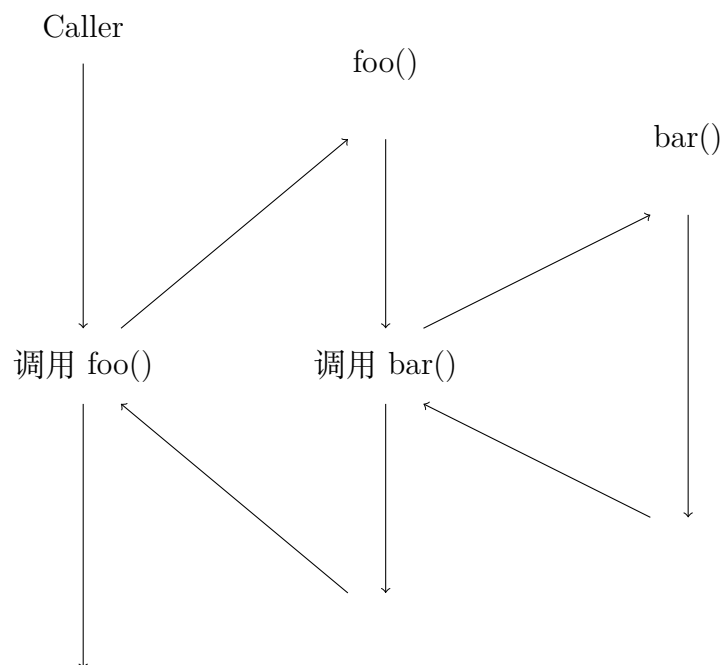 Caller
foo()
bar()
调用 foo()
调用 bar()